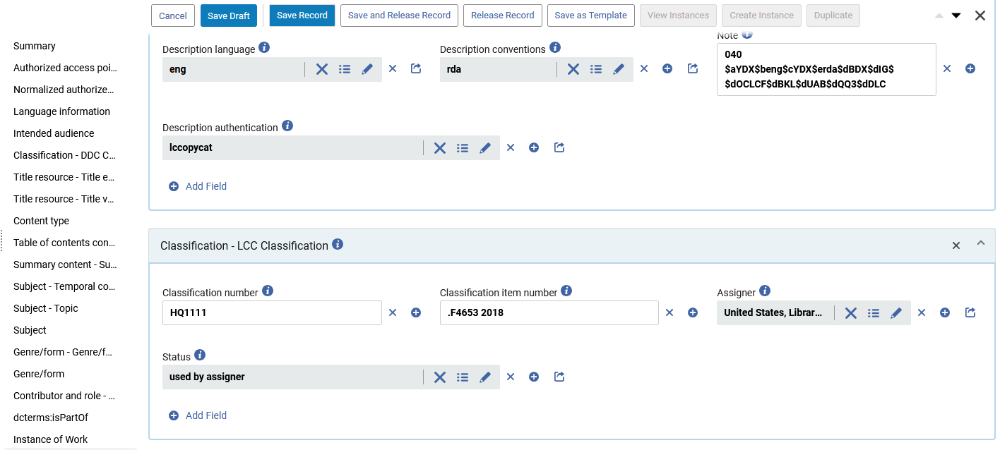 Cancel
Save Draft
Save Record
Save and Release Record
Release Record
Save as Template
View Instances
Create Instance
Duplicate
Summary
Authorized access poi...
Normalized authorize...
Language information
Intended audience
Classification - DDC C...
Title resource - Title e...
Title resource - Title v...
Content type
Table of contents con...
Summary content - Su...
Subject - Temporal co...
Subject - Topic
Subject
Genre/form - Genre/f...
Genre/form
Contributor and role - ...
dcterms:isPartOf
Instance of Work
Description language
eng
Description conventions
rda
Note
040
$aYDX$beng$cYDX$erda$dBDX$dIG$
$dOCLCF$dBKL$dUAB$dQQ3$dDLC
Description authentication
lccopycat
Add Field
Classification - LCC Classification
Classification number
HQ1111
Classification item number
.F4653 2018
Assigner
United States, Librar...
Status
used by assigner
Add Field